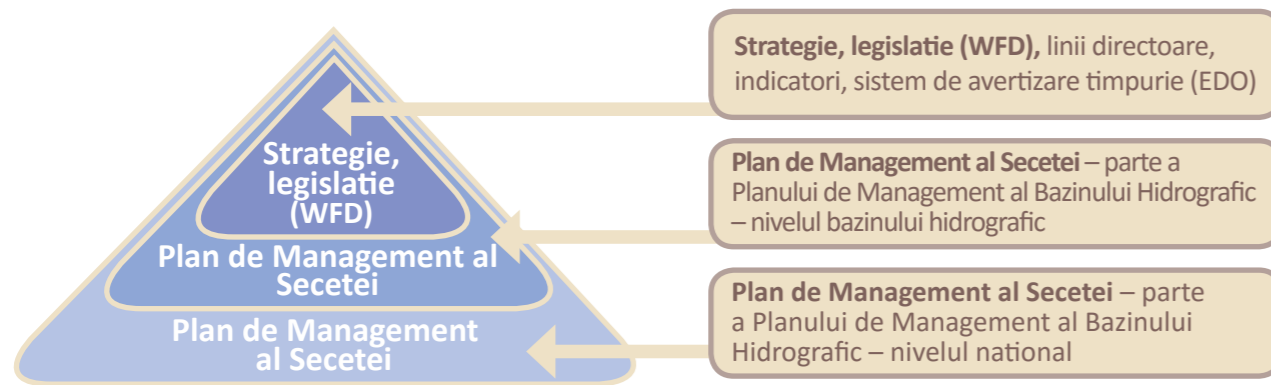 Strategie,
legislatie
(WFD)
Plan de Management al
Secetei
Plan de Management
al Secetei
Strategie, legislatie (WFD), linii directoare,
indicatori, sistem de avertizare timpurie (EDO)
Plan de Management al Secetei – parte a
Planului de Management al Bazinului Hidrografic
– nivelul bazinului hidrografic
Plan de Management al Secetei – parte
a Planului de Management al Bazinului
Hidrografic – nivelul national